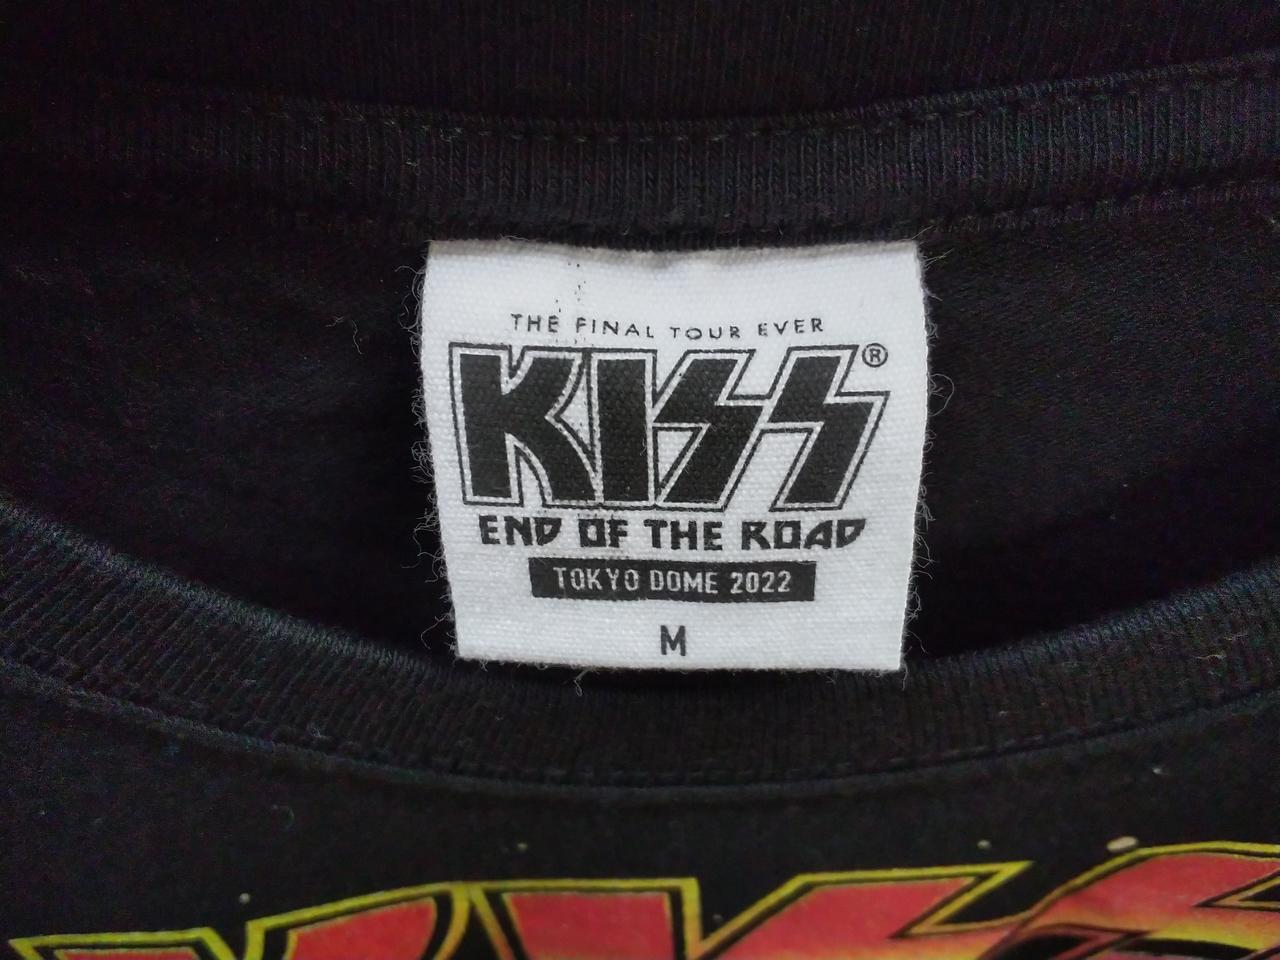 THE FINAL TOUR EVER
KISS®
END OF THE ROAD
TOKYO DOME 2022
M